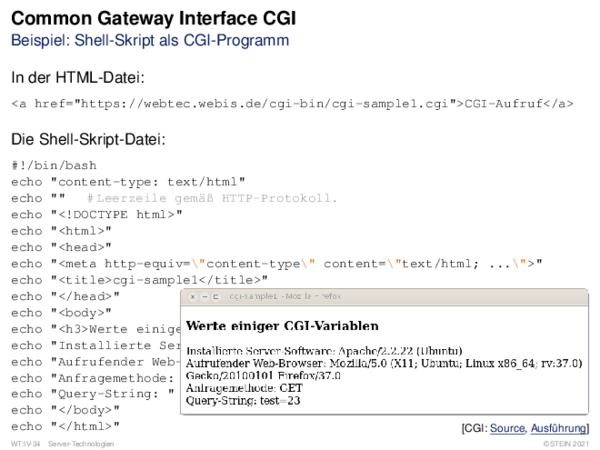 Common Gateway Interface CGI
Beispiel: Shell-Skript als CGI-Programm
In der HTML-Datei:
<a href="https://webtec.webis.de/cgi-bin/cgi-sample1.cgi">CGI-Aufruf</a>
Die Shell-Skript-Datei:
#!/bin/bash
echo "content-type: text/html"
echo "" #Leerzeile gemäß HTTP-Protokoll.
echo "<!DOCTYPE html>"
echo "<html>"
echo "<head>"
echo "<meta http-equiv=\"content-type\" content=\"text/html; ...\">"
echo "<title>cgi-sample1</title>"
echo "</head>"
echo "<body>"
echo "<h3>Werte einige
echo "Installierte Ser
echo "Aufrufender Web-
echo "Anfragemethode:
echo "Query-String: "
echo "</body>"
echo "</html>"
cgi-sample1 - Mozilla Firefox
Werte einiger CGI-Variablen
Installierte Server-Software: Apache/2.2.22 (Ubuntu)
Aufrufender Web-Browser: Mozilla/5.0 (X11; Ubuntu; Linux x86_64; rv:37.0)
Gecko/20100101 Firefox/37.0
Anfragemethode: GET
Query-String: test=23
[CGI: Source, Ausführung]
WT:IV-34 Server-Technologien
©STEIN 2021